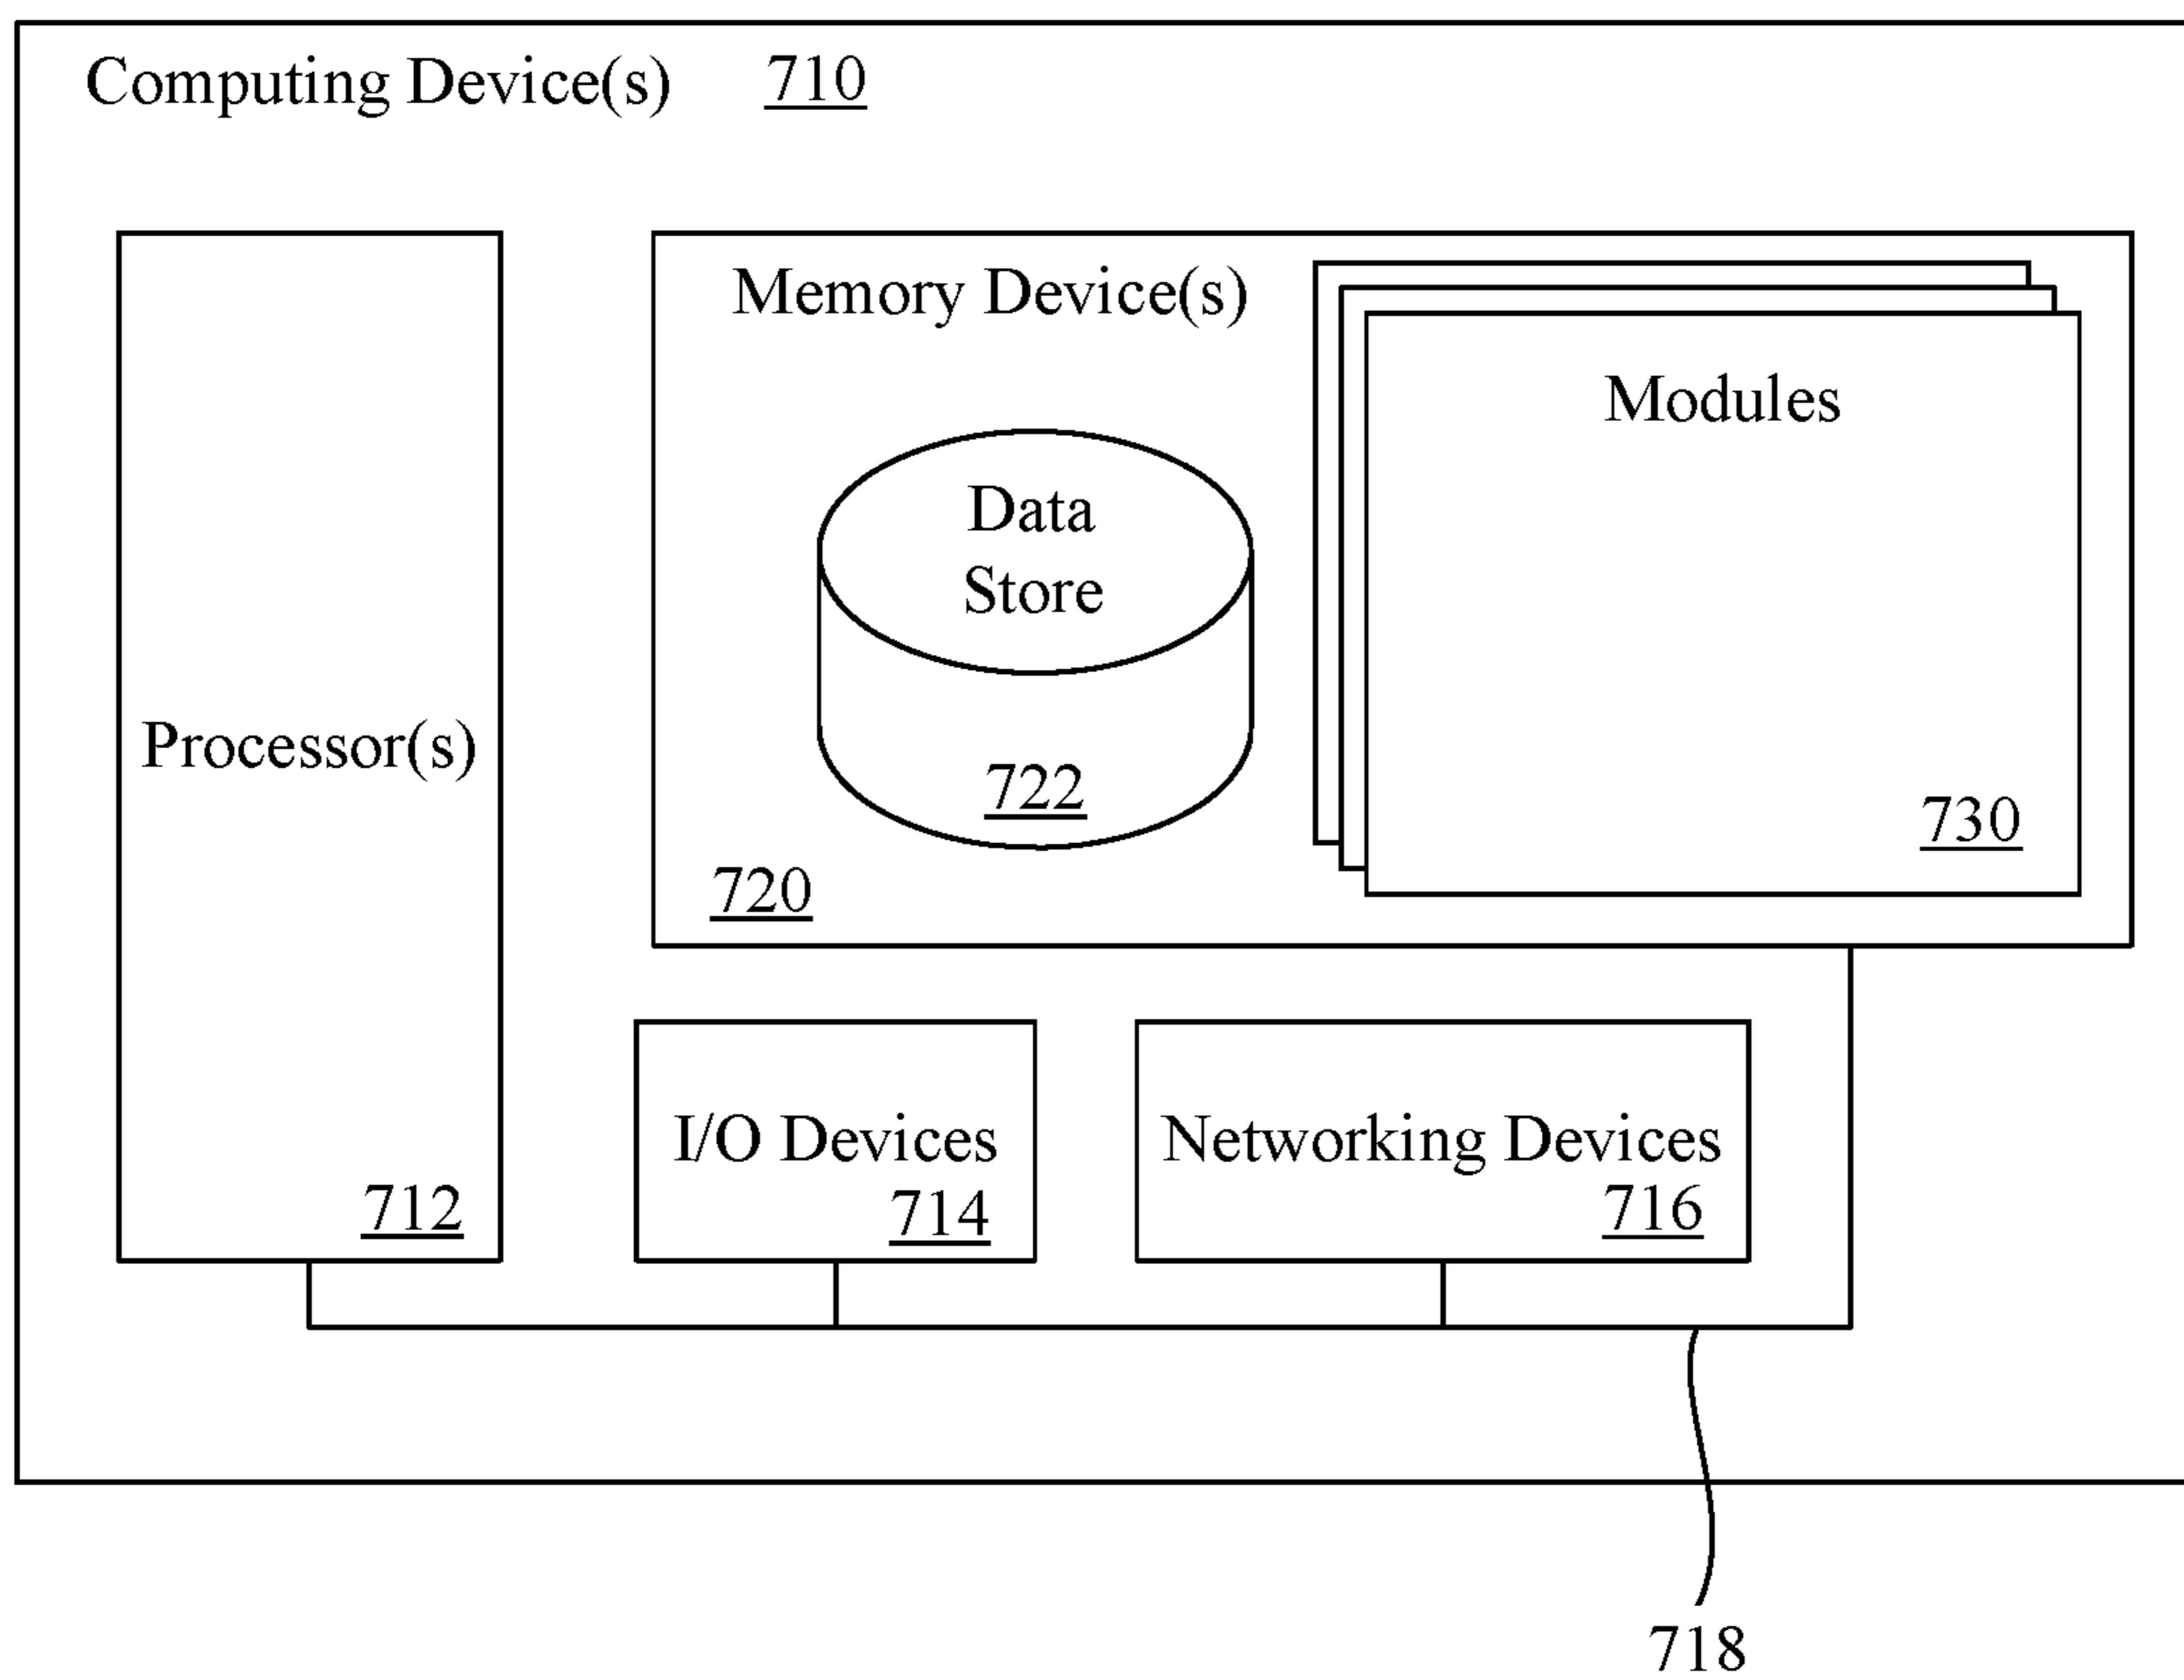 Computing Device(s) 710
Memory Device(s)
Modules
Data
Store
Processor(s)
722
730
720
I/O Devices
Networking Devices
712
714
716
718